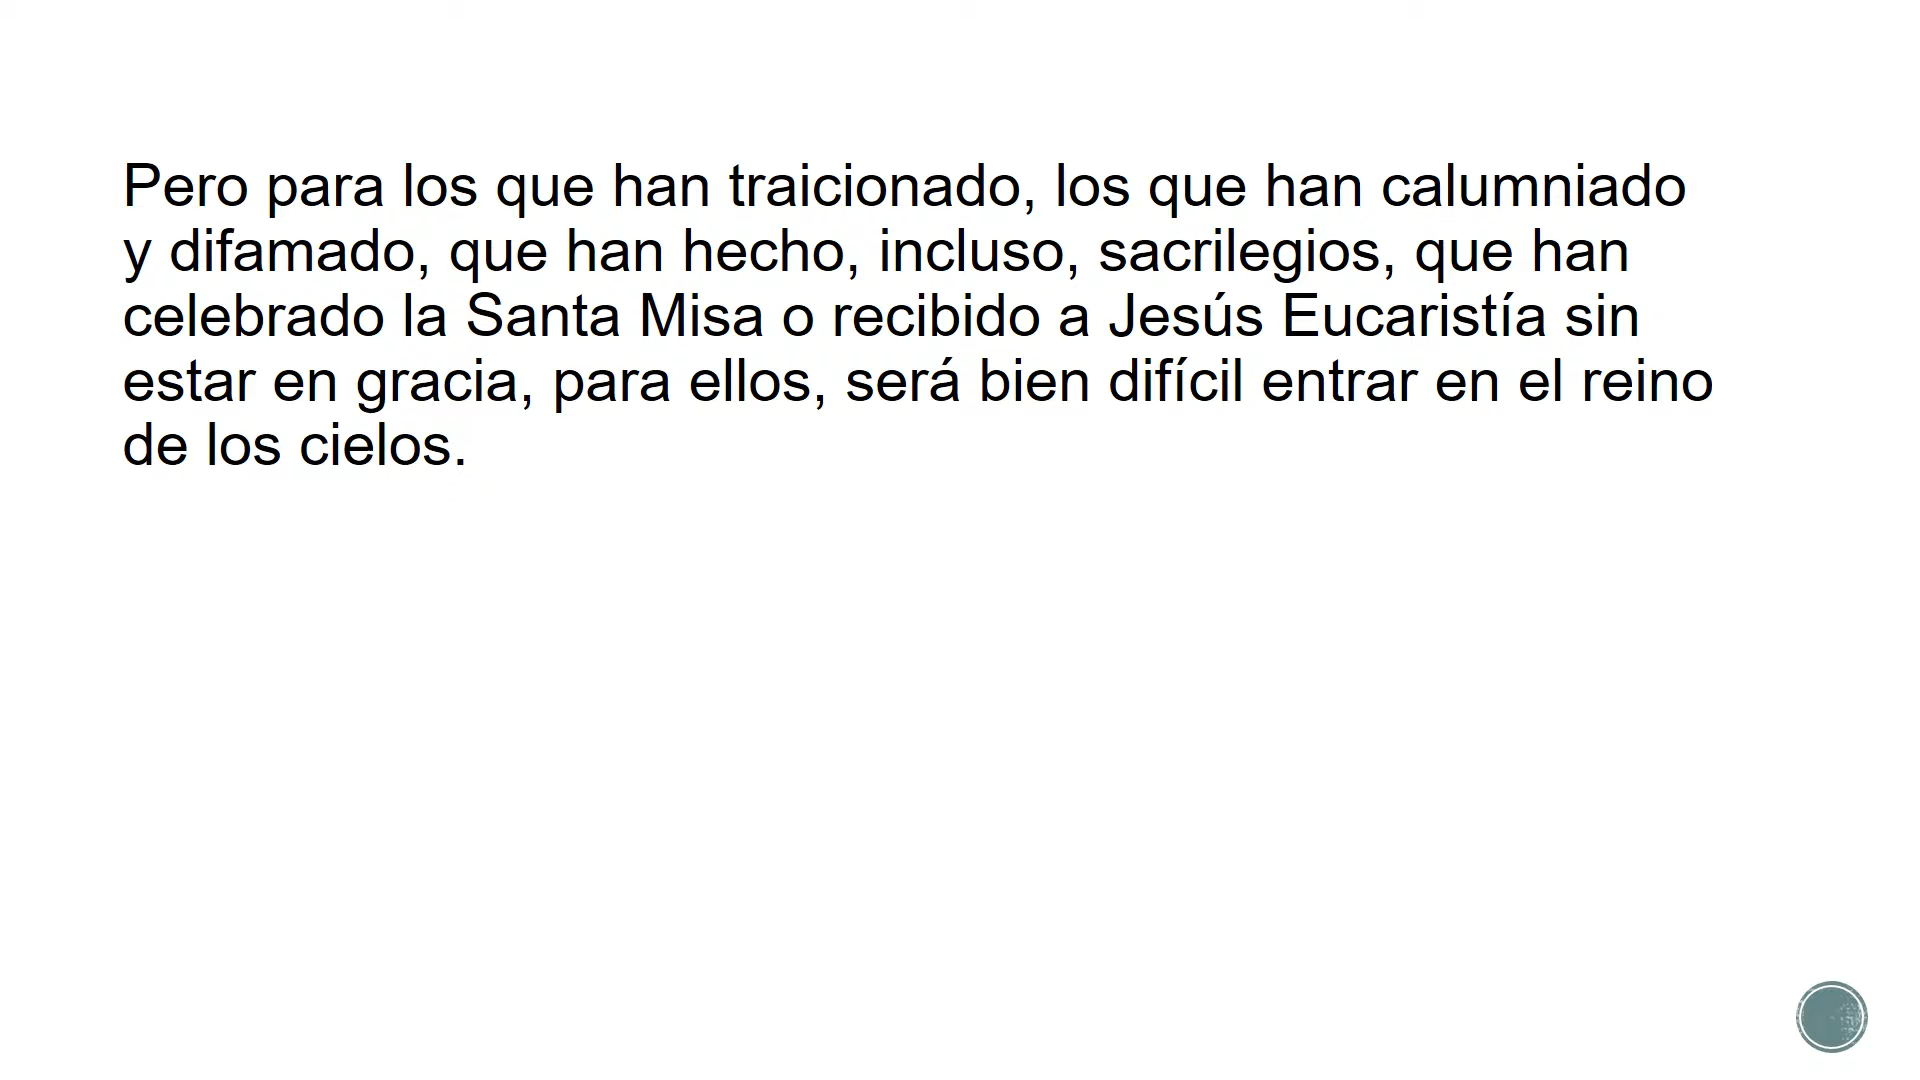 Pero para los que han traicionado, los que han calumniado
y difamado, que han hecho, incluso, sacrilegios, que han
celebrado la Santa Misa o recibido a Jesús Eucaristía sin
estar en gracia, para ellos, será bien difícil entrar en el reino
de los cielos.